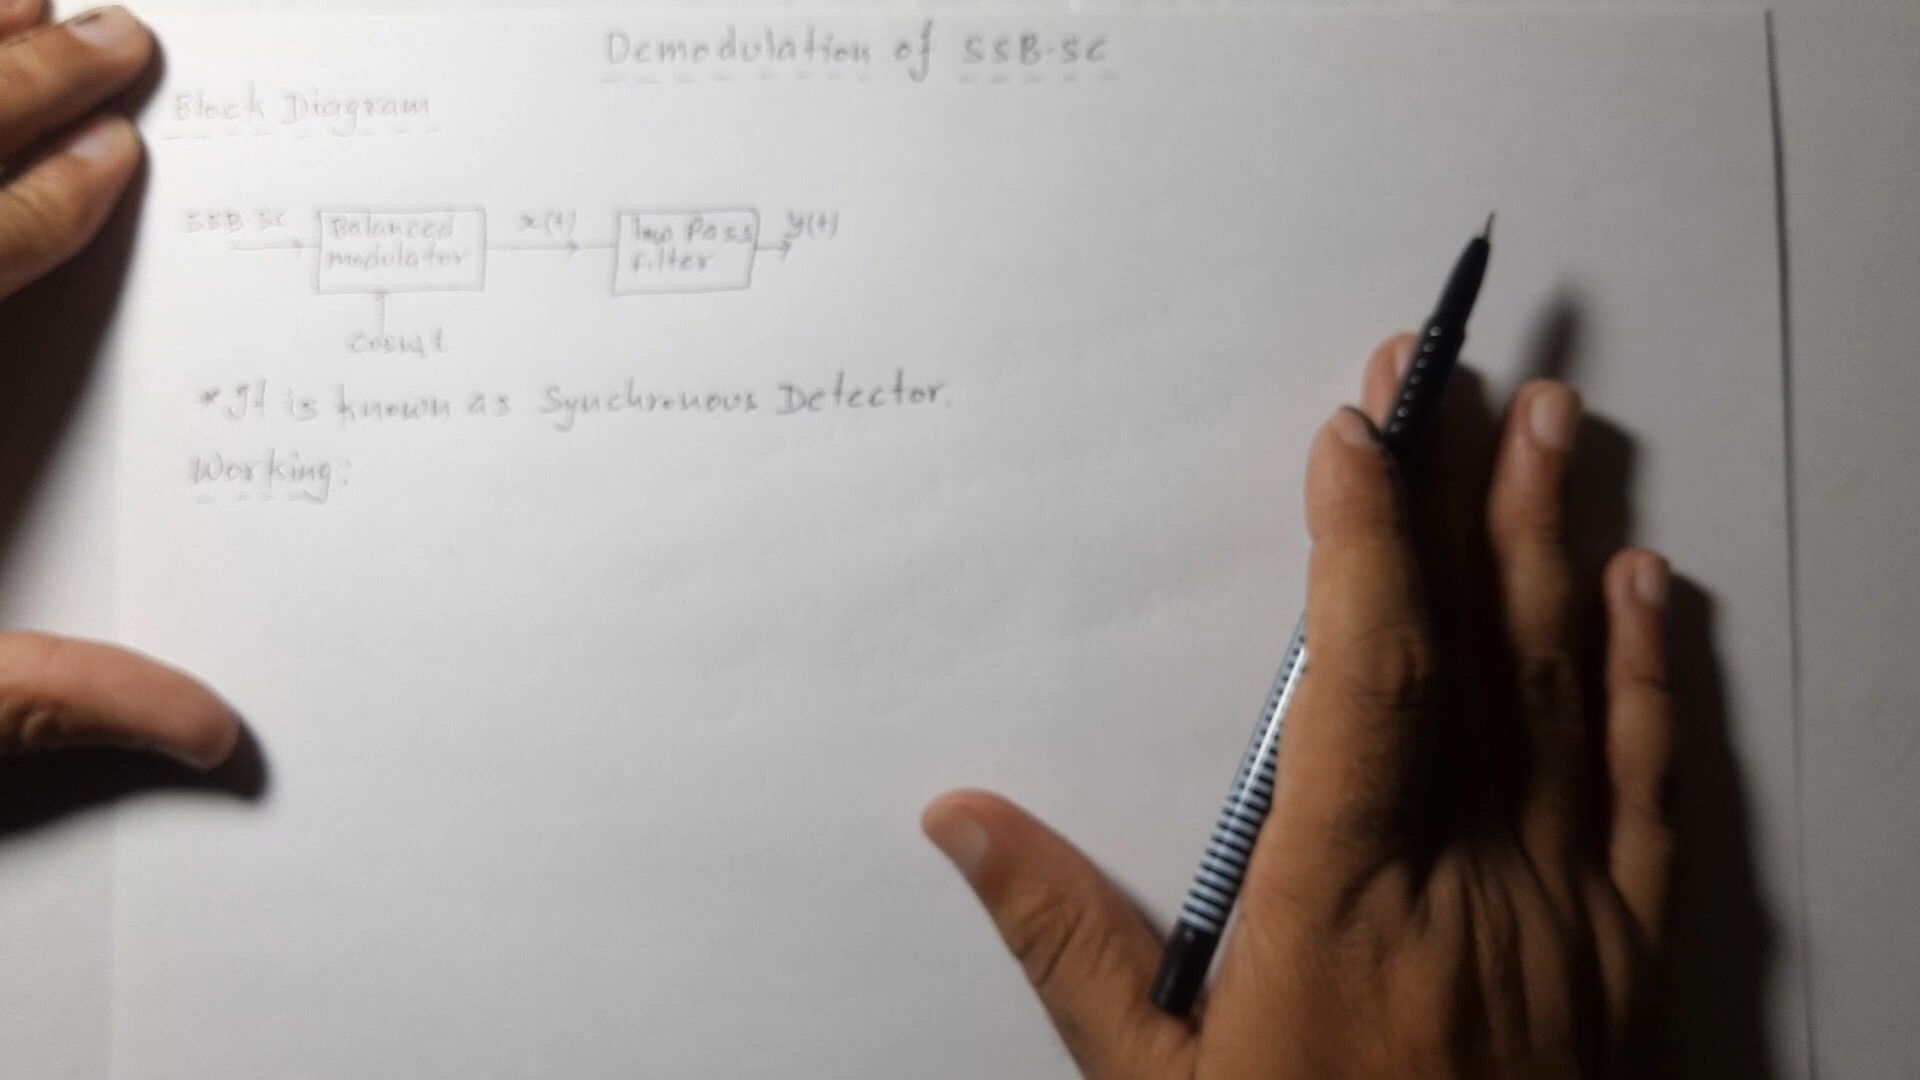 Demodulation of SSB-SC
Block Diagram
SSB-SC
Balanced
modulator
x(t)
Low Pass
Filter
y(t)
*It is known as Synchronous Detector.
Working: